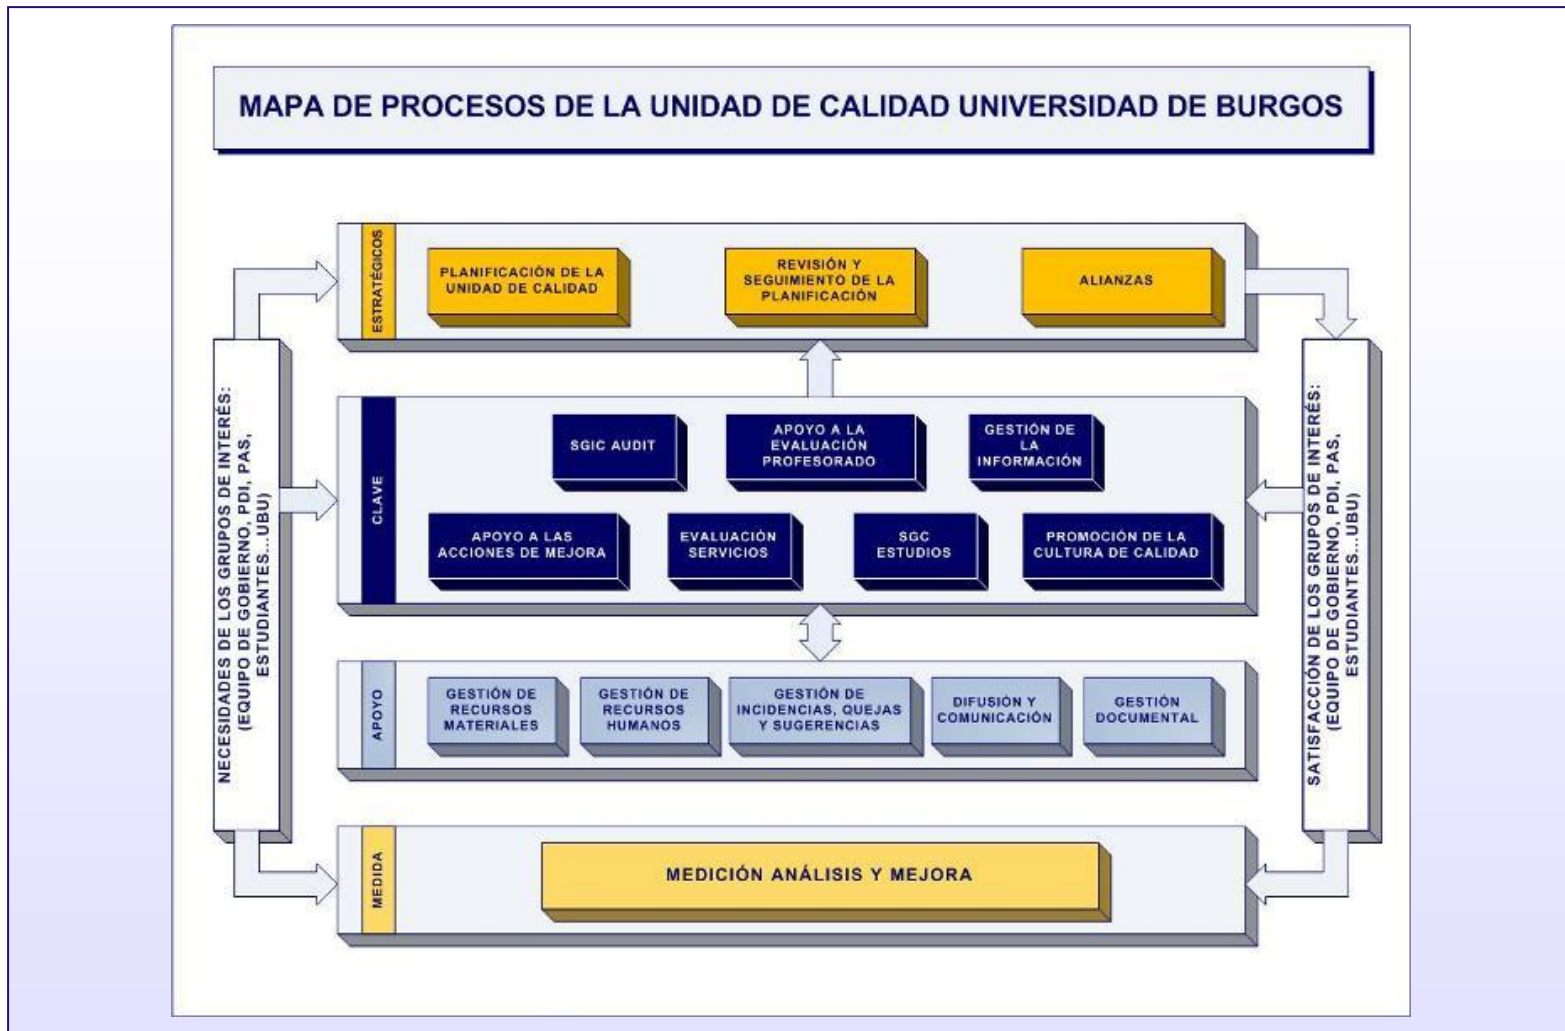 MAPA DE PROCESOS DE LA UNIDAD DE CALIDAD UNIVERSIDAD DE BURGOS
NECESIDADES DE LOS GRUPOS DE INTERÉS:
(EQUIPO DE GOBIERNO, PDI, PAS,
ESTUDIANTES...UBU)
ESTRATÉGICOS
PLANIFICACIÓN DE LA
UNIDAD DE CALIDAD
REVISIÓN Y
SEGUIMIENTO DE LA
PLANIFICACIÓN
ALIANZAS
CLAVE
SGIC AUDIT
APOYO A LA
EVALUACIÓN
PROFESORADO
GESTIÓN DE
LA
INFORMACIÓN
APOYO A LAS
ACCIONES DE MEJORA
EVALUACIÓN
SERVICIOS
SGC
ESTUDIOS
PROMOCIÓN DE LA
CULTURA DE CALIDAD
APOYO
GESTIÓN DE
RECURSOS
MATERIALES
GESTIÓN DE
RECURSOS
HUMANOS
GESTIÓN DE
INCIDENCIAS, QUEJAS
Y SUGERENCIAS
DIFUSIÓN Y
COMUNICACIÓN
GESTIÓN
DOCUMENTAL
MEDIDA
MEDICIÓN ANÁLISIS Y MEJORA
SATISFACCIÓN DE LOS GRUPOS DE INTERÉS:
(EQUIPO DE GOBIERNO, PDI, PAS,
ESTUDIANTES...UBU)